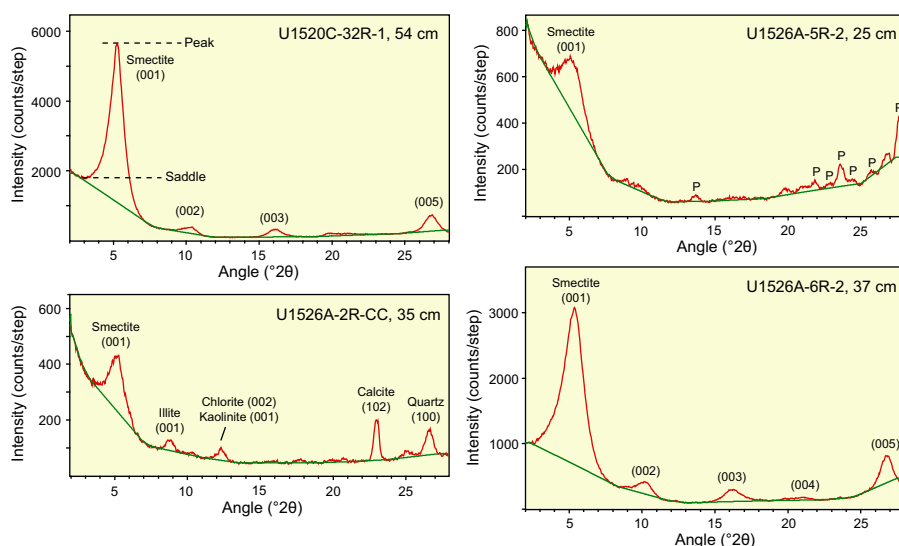 U1520C-32R-1, 54 cm
6000
4000
2000
Intensity (counts/step)
Peak
Smectite
(001)
Saddle
(002)
(003)
(005)
5
10
15
20
25
Angle (°2θ)
U1526A-5R-2, 25 cm
800
600
400
200
Intensity (counts/step)
Smectite
(001)
P
P
P
P
P
P
P
5
10
15
20
25
Angle (°2θ)
U1526A-2R-CC, 35 cm
600
400
200
Intensity (counts/step)
Smectite
(001)
Illite
(001)
Chlorite (002)
Kaolinite (001)
Calcite
(102)
Quartz
(100)
5
10
15
20
25
Angle (°2θ)
U1526A-6R-2, 37 cm
3000
2000
1000
Intensity (counts/step)
Smectite
(001)
(002)
(003)
(004)
(005)
5
10
15
20
25
Angle (°2θ)